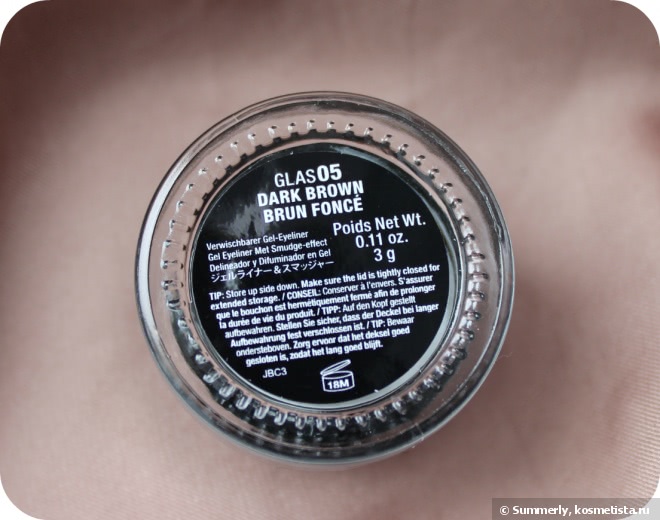 GLAS05
DARK BROWN
BRUN FONCÉ
Poids Net Wt.
0.11 oz.
3 g
Verwischbarer Gel-Eyeliner
Gel Eyeliner Met Smudge-effect
Delineador y Difuminador en Gel
ジェルライナー&スマッジャー
TIP: Store up side down. Make sure the lid is tightly closed for
extended storage. / CONSEIL: Conserver à l'envers. S'assurer
que le bouchon est hermétiquement fermé afin de prolonger
la durée de vie du produit. / TIPP: Auf den Kopf gestellt
aufbewahren. Stellen Sie sicher, dass der Deckel bei langer
Aufbewahrung fest verschlossen ist. / TIP: Bewaar
ondersteboven. Zorg ervoor dat het deksel goed
gesloten is, zodat het lang goed blijft.
JBC3
18M
© Summerly, kosmetista.ru